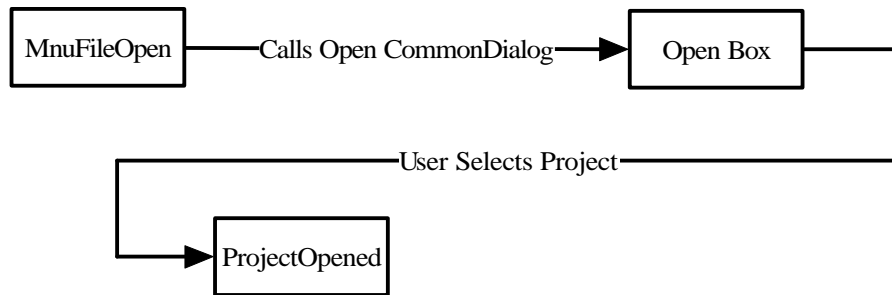 MnuFileOpen
Calls Open CommonDialog
Open Box
User Selects Project
ProjectOpened